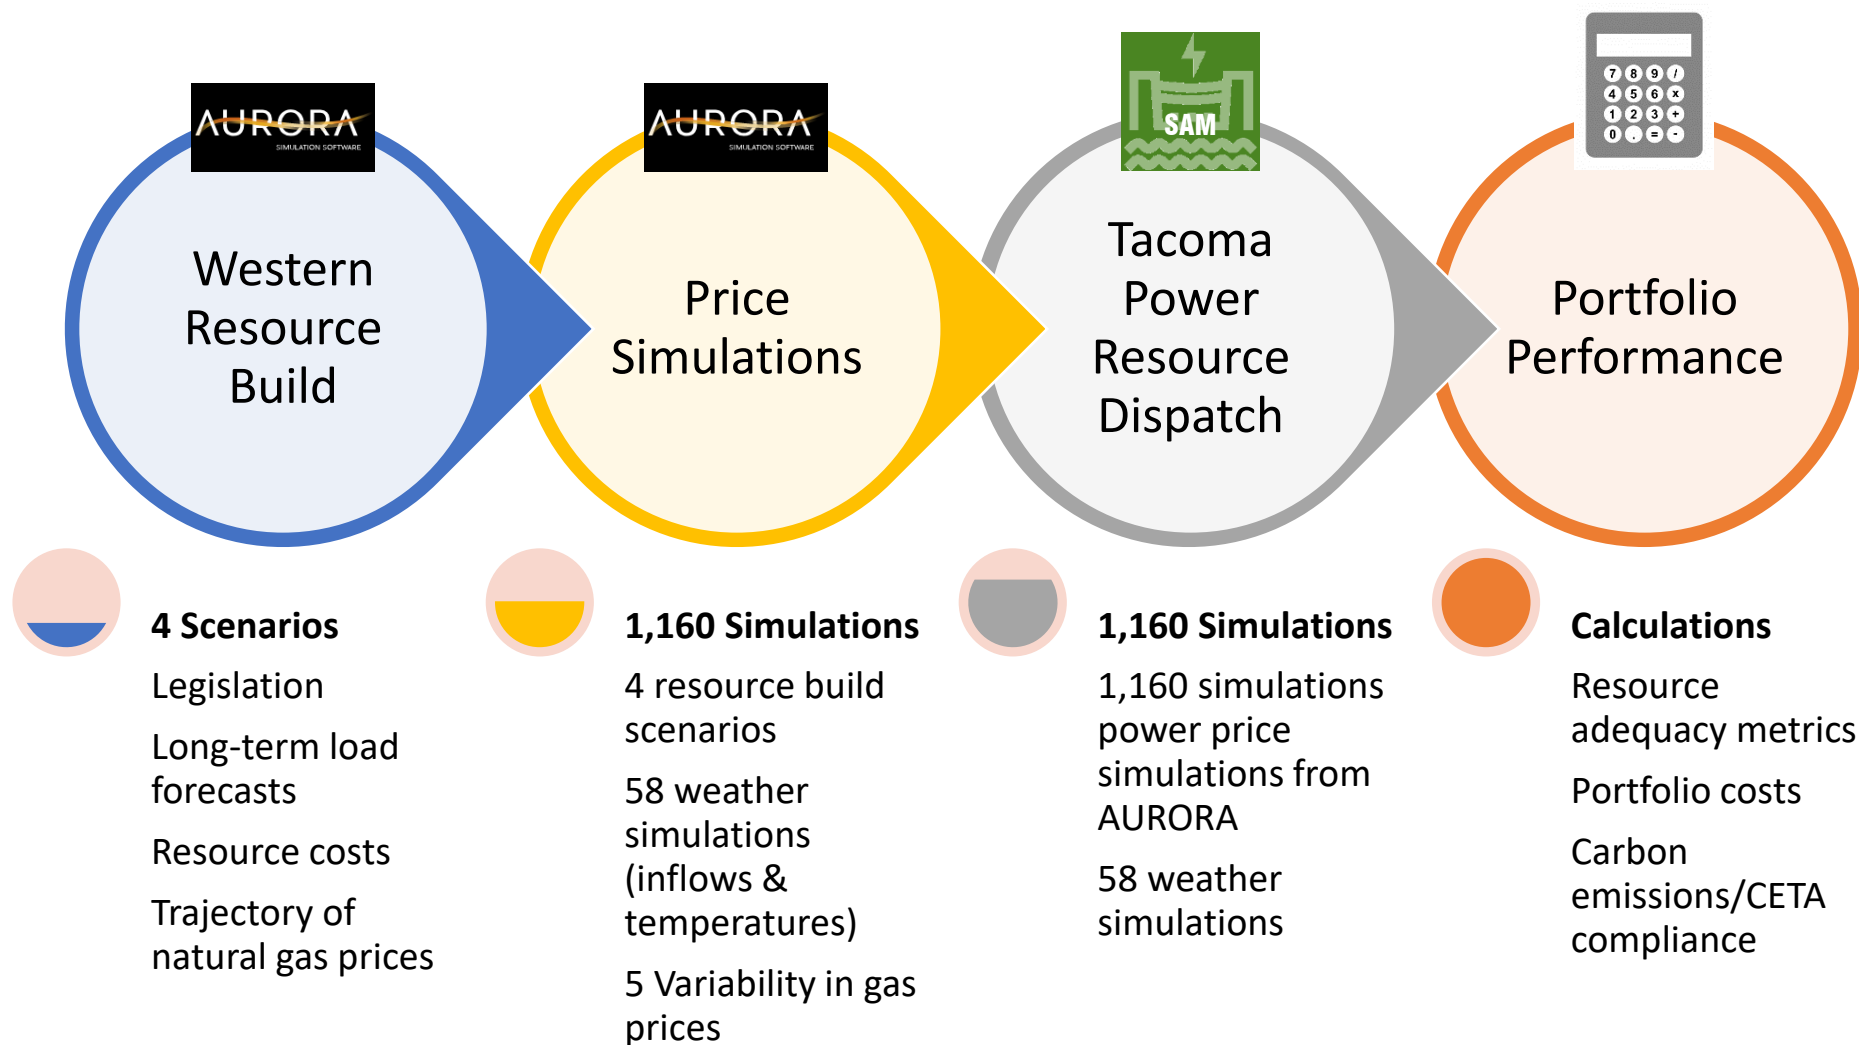 AURORA
SIMULATION SOFTWARE
Western
Resource
Build
AURORA
SIMULATION SOFTWARE
Price
Simulations
SAM
Tacoma
Power
Resource
Dispatch
7 8 9 /
4 5 6 x
1 2 3 +
0 . = -
Portfolio
Performance
4 Scenarios
Legislation
Long-term load
forecasts
Resource costs
Trajectory of
natural gas prices
1,160 Simulations
4 resource build
scenarios
58 weather
simulations
(inflows &
temperatures)
5 Variability in gas
prices
1,160 Simulations
1,160 simulations
power price
simulations from
AURORA
58 weather
simulations
Calculations
Resource
adequacy metrics
Portfolio costs
Carbon
emissions/CETA
compliance